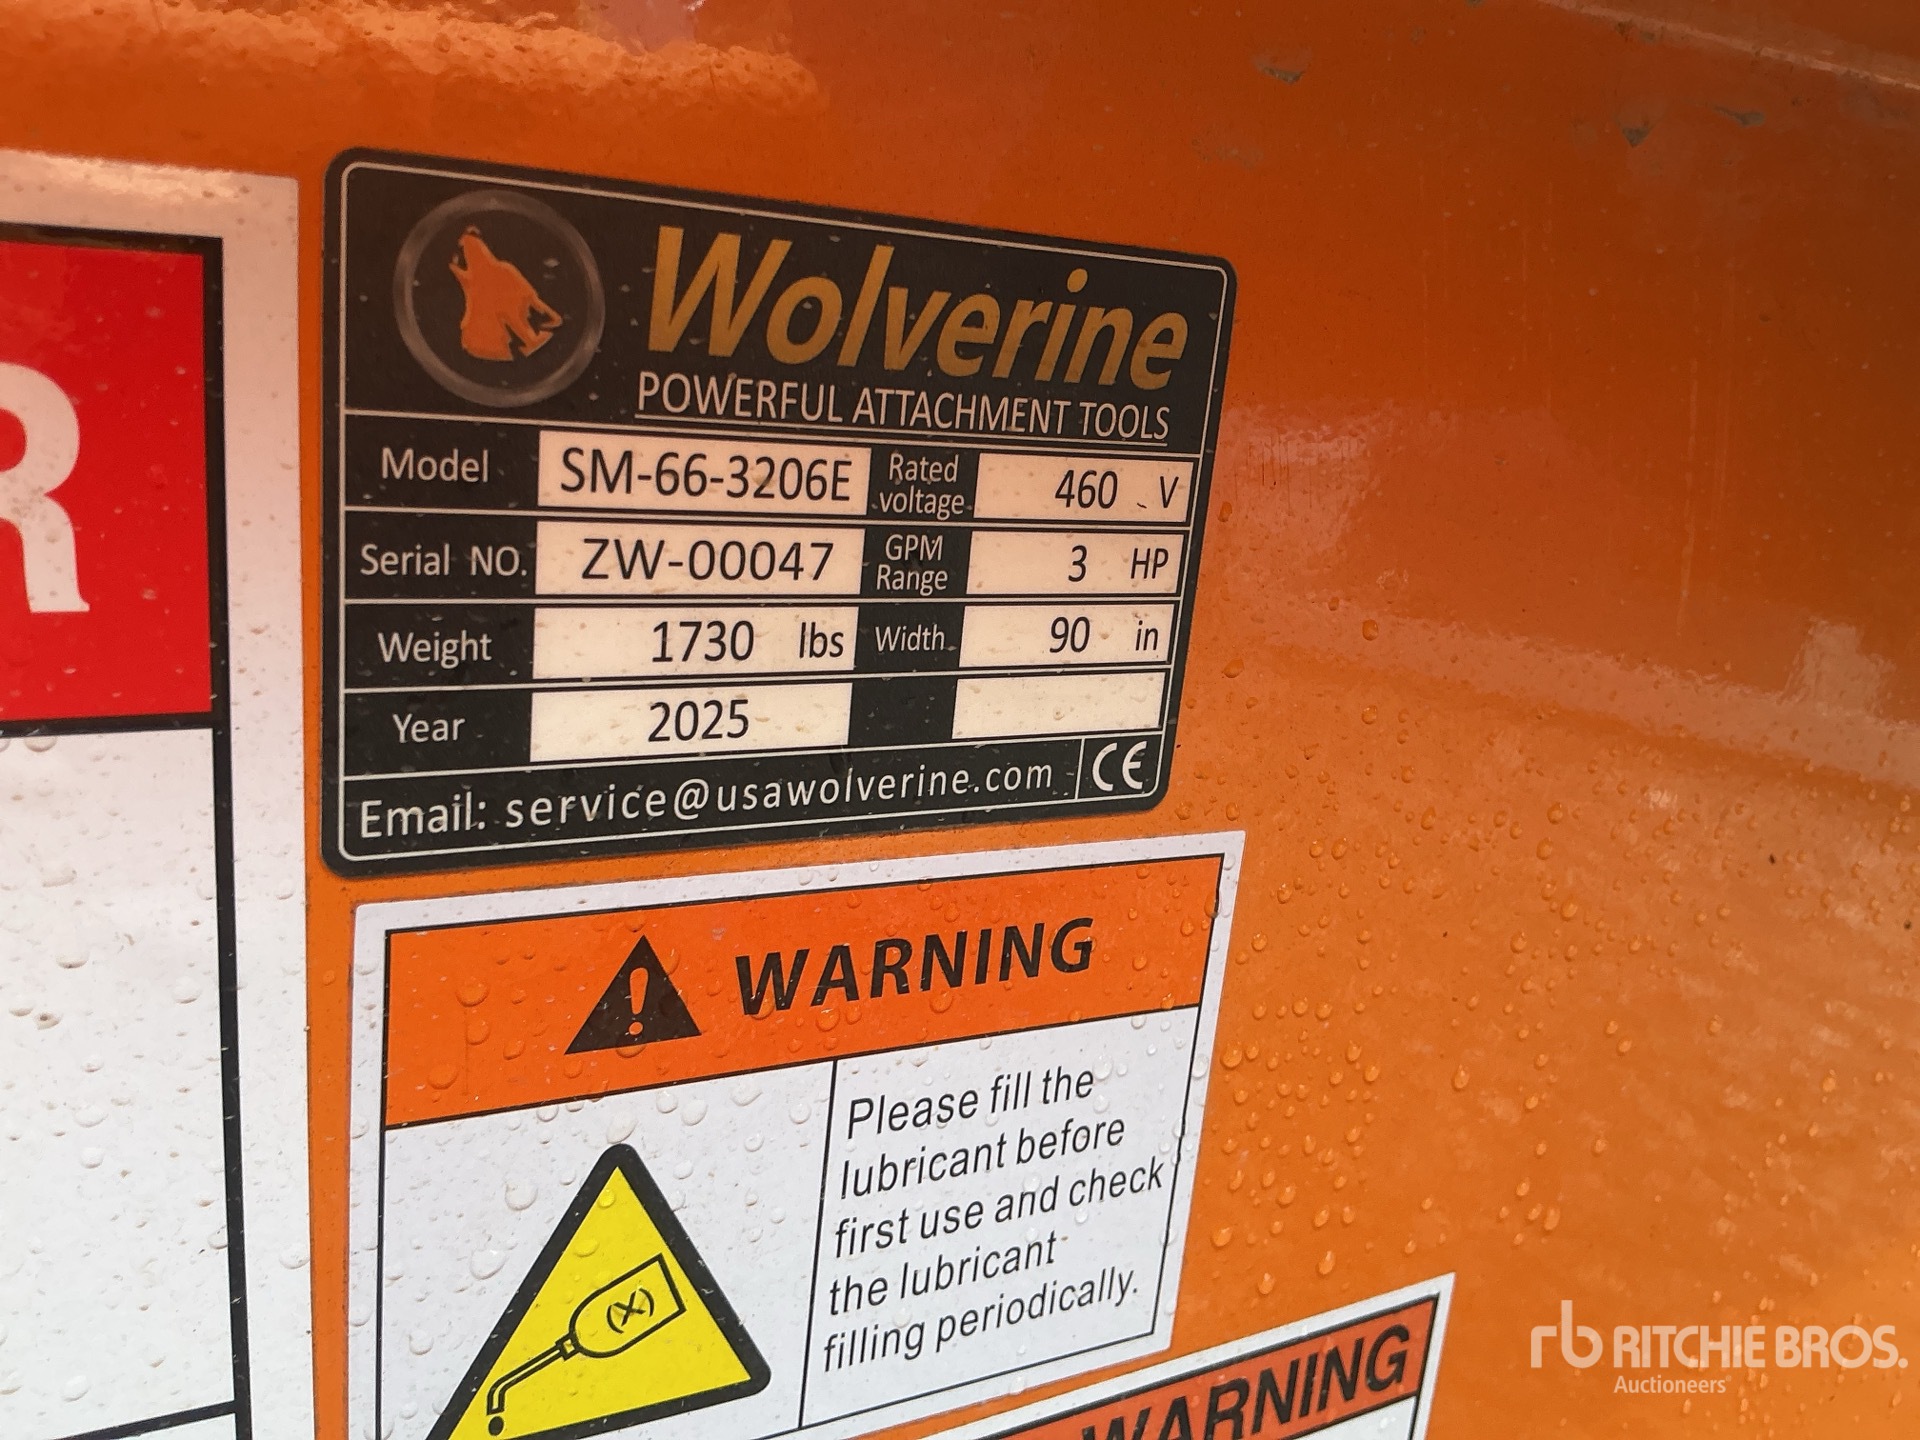 R
Wolverine
POWERFUL ATTACHMENT TOOLS
Model SM-66-3206E Rated voltage 460 V
Serial NO. ZW-00047 GPM Range 3 HP
Weight 1730 lbs Width 90 in
Year 2025
Email: service@usawolverine.com CE
! WARNING
Please fill the
lubricant before
first use and check
the lubricant
filling periodically.
(X)
WARNING
rb RITCHIE BROS.
Auctioneers